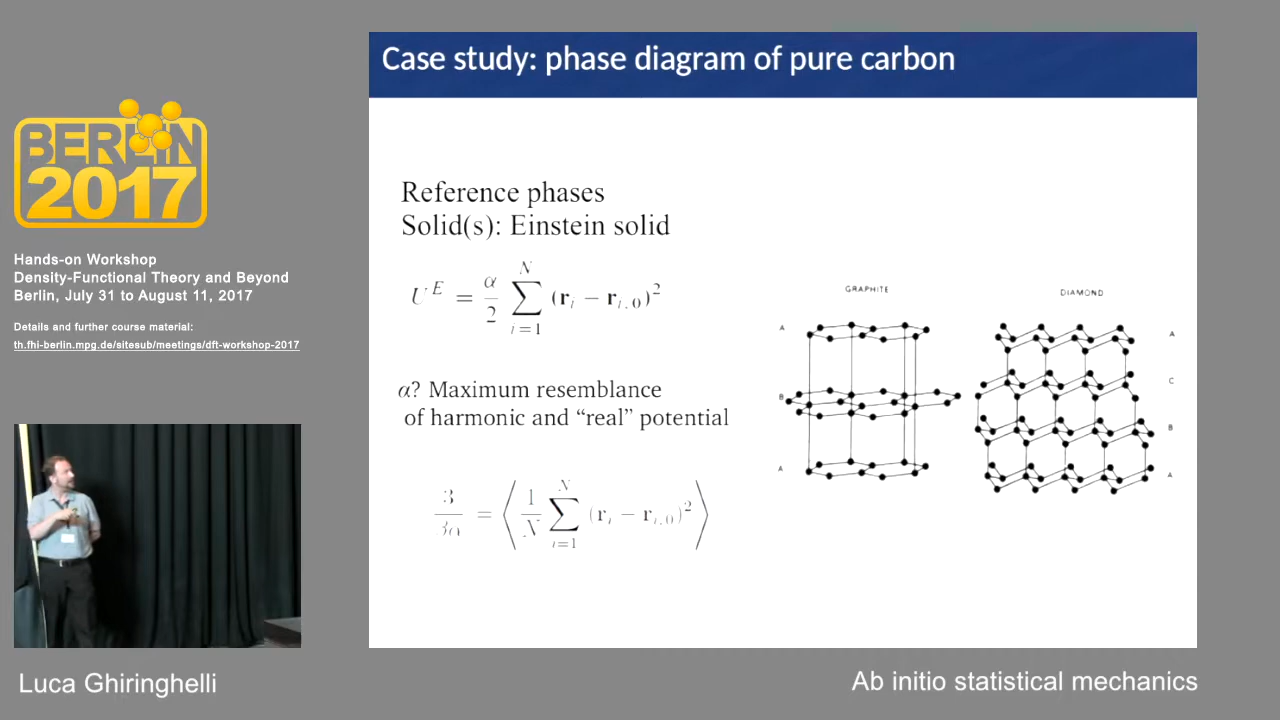 Case study: phase diagram of pure carbon
BERLIN
2017
Hands-on Workshop
Density-Functional Theory and Beyond
Berlin, July 31 to August 11, 2017
Details and further course material:
th.fhi-berlin.mpg.de/sitesub/meetings/dft-workshop-2017
Reference phases
Solid(s): Einstein solid
U^E = α/2 ∑_{i=1}^{N} (r_i − r_{i,0})^2
α? Maximum resemblance
of harmonic and “real” potential
3/βα = ⟨ 1/N ∑_{i=1}^{N} (r_i − r_{i,0})^2 ⟩
GRAPHITE
A
B
A
DIAMOND
A
C
B
A
Luca Ghiringhelli
Ab initio statistical mechanics